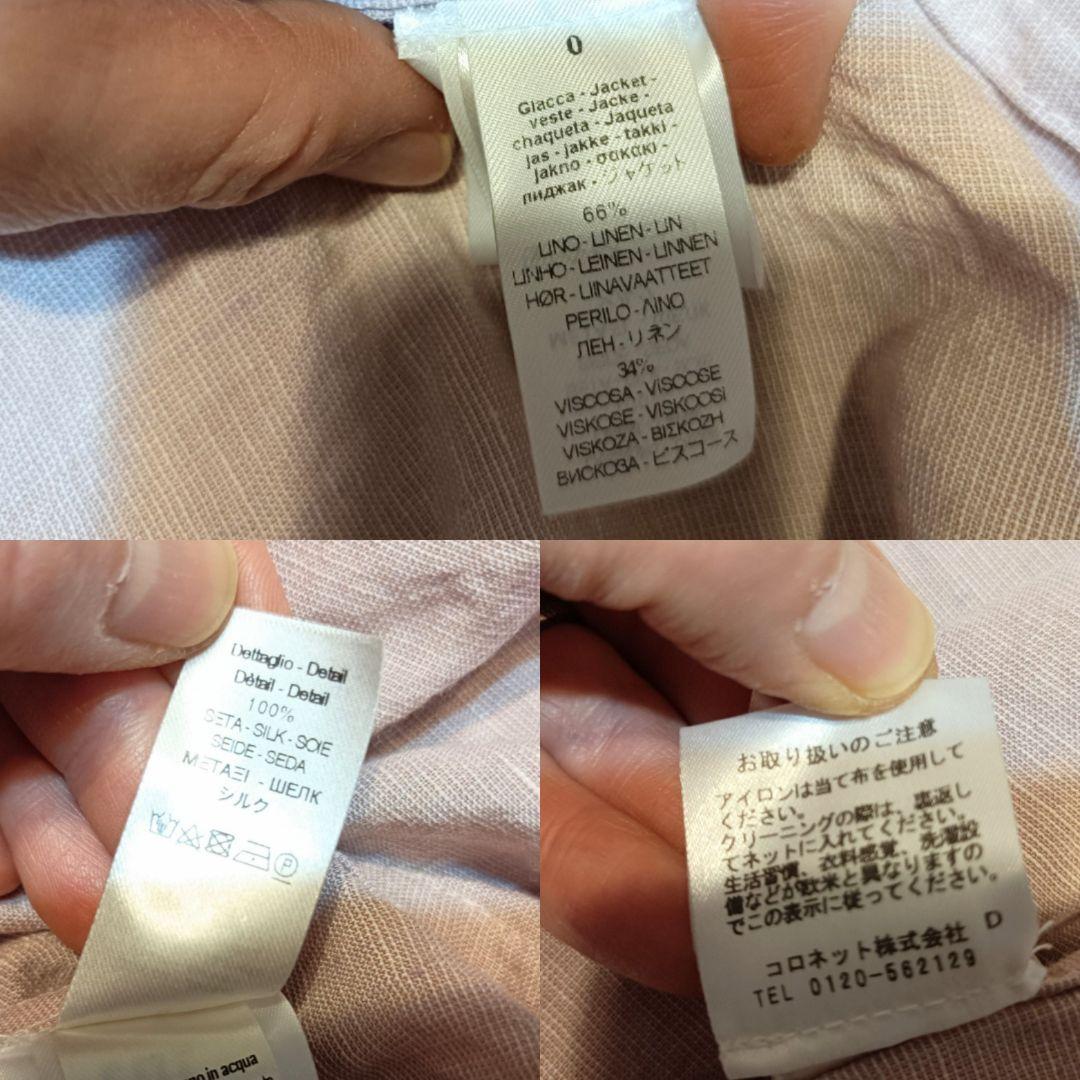 0
Giacca - Jacket -
veste - Jacke -
chaqueta - Jaqueta
jas - jakke - takki -
jakno - σακάκι -
пиджак - ジャケット
66%
LINO - LINEN - LIN
LINHO - LEINEN - LINNEN
HØR - LIINAVAATTEET
PERILO - ΛΙΝΟ
ЛЕН - リネン
34%
VISCOSA - VISCOSE
VISKOSE - VISKOOSI
VISKOZA - ΒΙΣΚΟΖΗ
ВИСКОЗА - ビスコース
Dettaglio - Detail
Détail - Detail
100%
SETA - SILK - SOIE
SEIDE - SEDA
ΜΕΤΑΞΙ - ШЕЛК
シルク
P
in acqua
お取り扱いのご注意
アイロンは当て布を使用して
ください。
クリーニングの際は、裏返し
てネットに入れてください。
生活習慣、衣料感覚、洗濯設
備などが欧米と異なりますの
でこの表示に従ってください。
コロネット株式会社 D
TEL 0120-562129